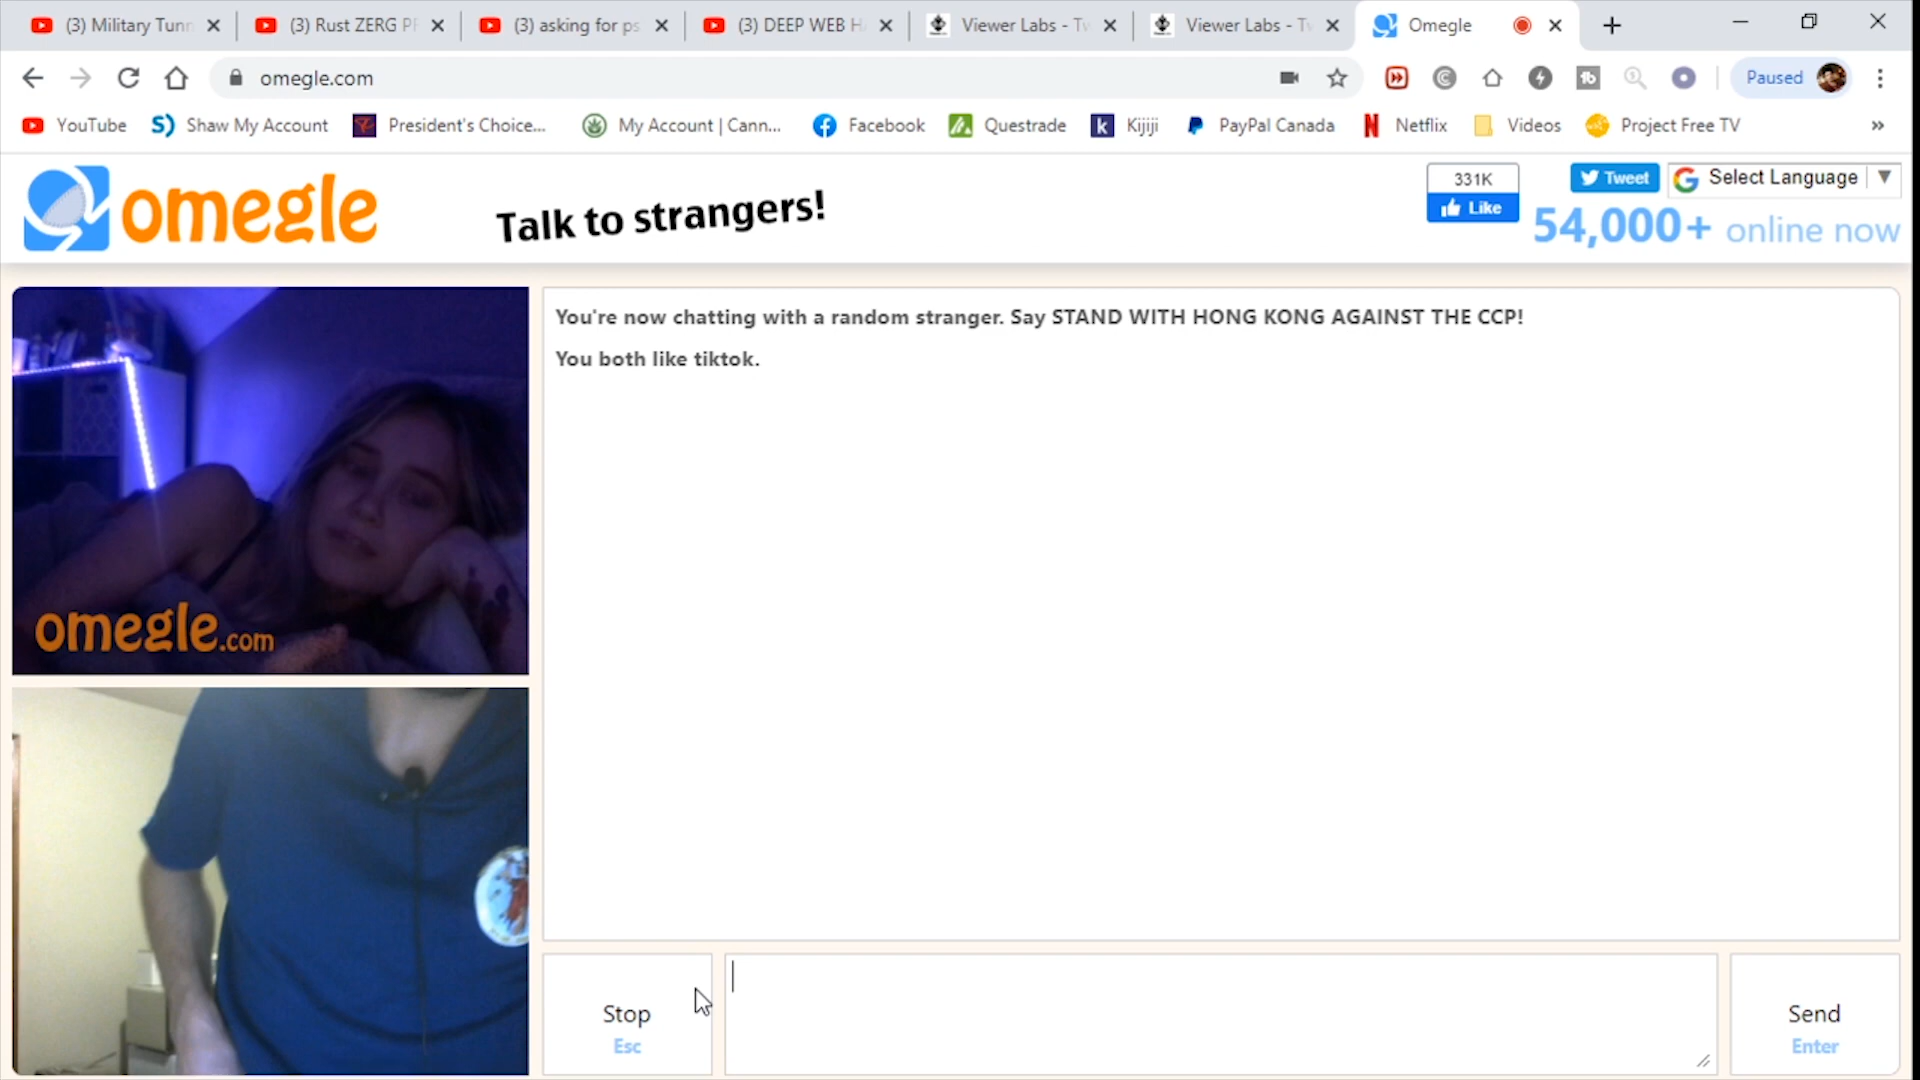 (3) Military Tunn
(3) Rust ZERG P
(3) asking for ps
(3) DEEP WEB H
Viewer Labs - Tw
Viewer Labs - Tw
Omegle
omegle.com
Paused
YouTube
Shaw My Account
President's Choice...
My Account | Cann...
Facebook
Questrade
Kijiji
PayPal Canada
Netflix
Videos
Project Free TV
»
omegle
Talk to strangers!
331K
Like
Tweet
Select Language
54,000+ online now
You're now chatting with a random stranger. Say STAND WITH HONG KONG AGAINST THE CCP!
You both like tiktok.
omegle.com
Stop
Esc
Send
Enter